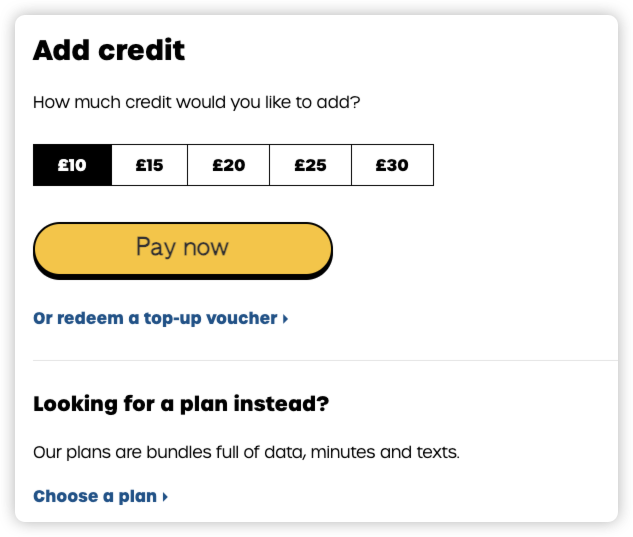 Add credit
How much credit would you like to add?
£10 £15 £20 £25 £30
Pay now
Or redeem a top-up voucher
Looking for a plan instead?
Our plans are bundles full of data, minutes and texts.
Choose a plan